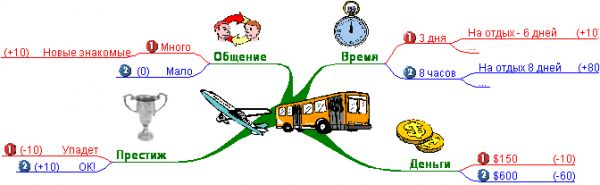 Общение
1 Много
Новые знакомые (+10)
2 Мало
(0)
Время
1 3 дня
На отдых - 6 дней (+10)
...
2 8 часов
На отдых 8 дней (+80
....
Престиж
1 (-10) Упадет
2 (+10) ОК!
Деньги
1 $150 (-10)
2 $600 (-60)